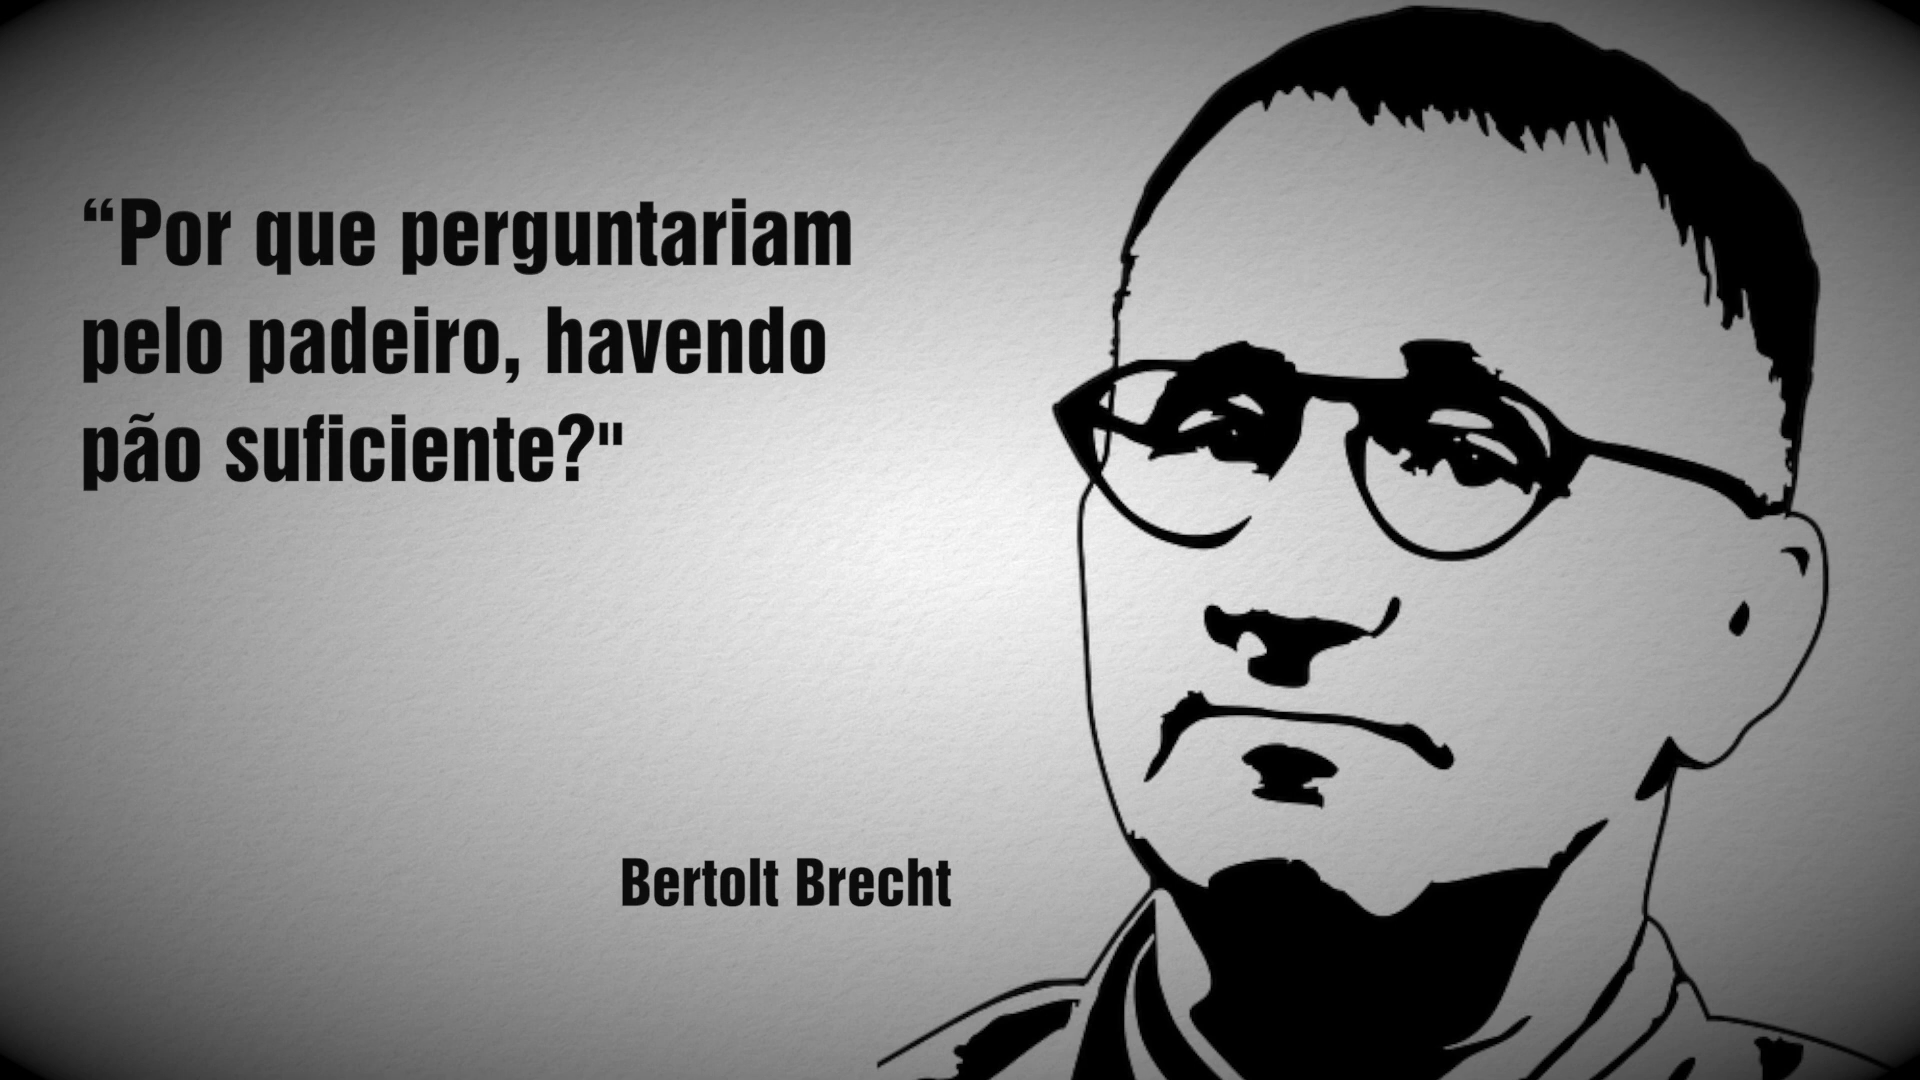 “Por que perguntariam
pelo padeiro, havendo
pão suficiente?"
Bertolt Brecht